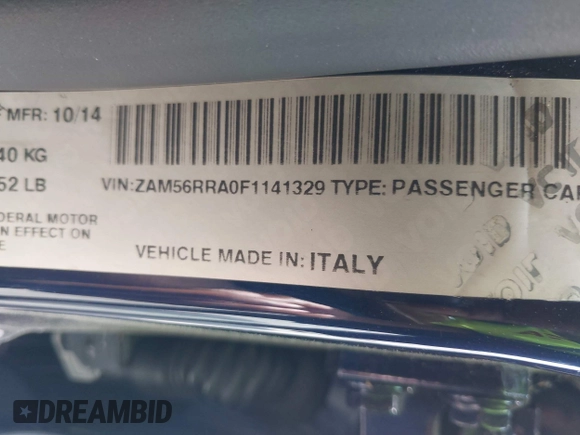 MFR: 10/14
40 KG
52 LB
VIN:ZAM56RRA0F1141329 TYPE: PASSENGER CAR
DERAL MOTOR
N EFFECT ON
E
VEHICLE MADE IN: ITALY
VOID
DREAMBID